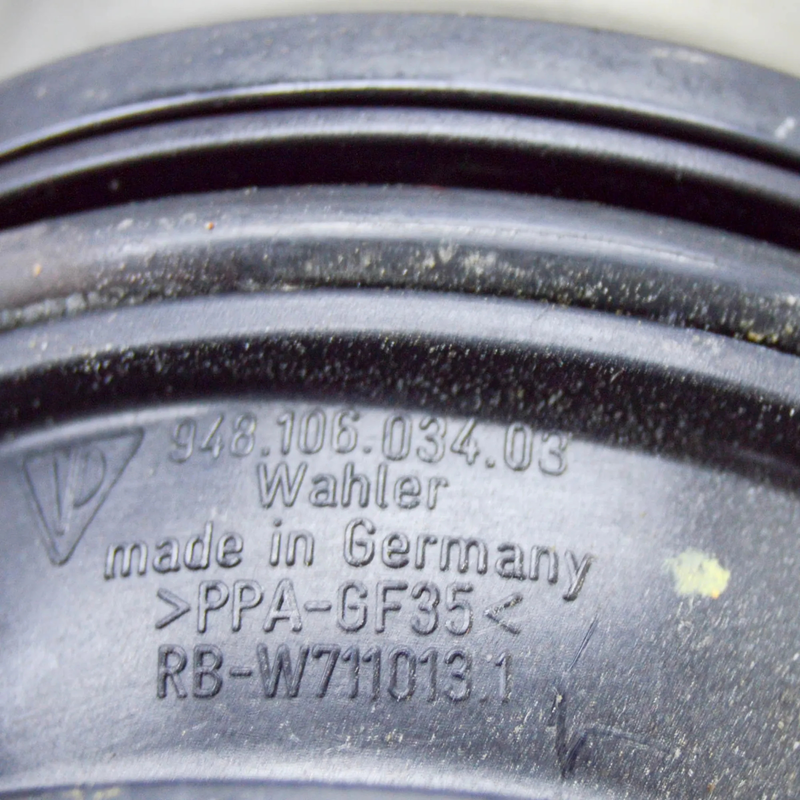 948.106.034.03
Wahler
made in Germany
>PPA-GF35<
RB-W711013.1